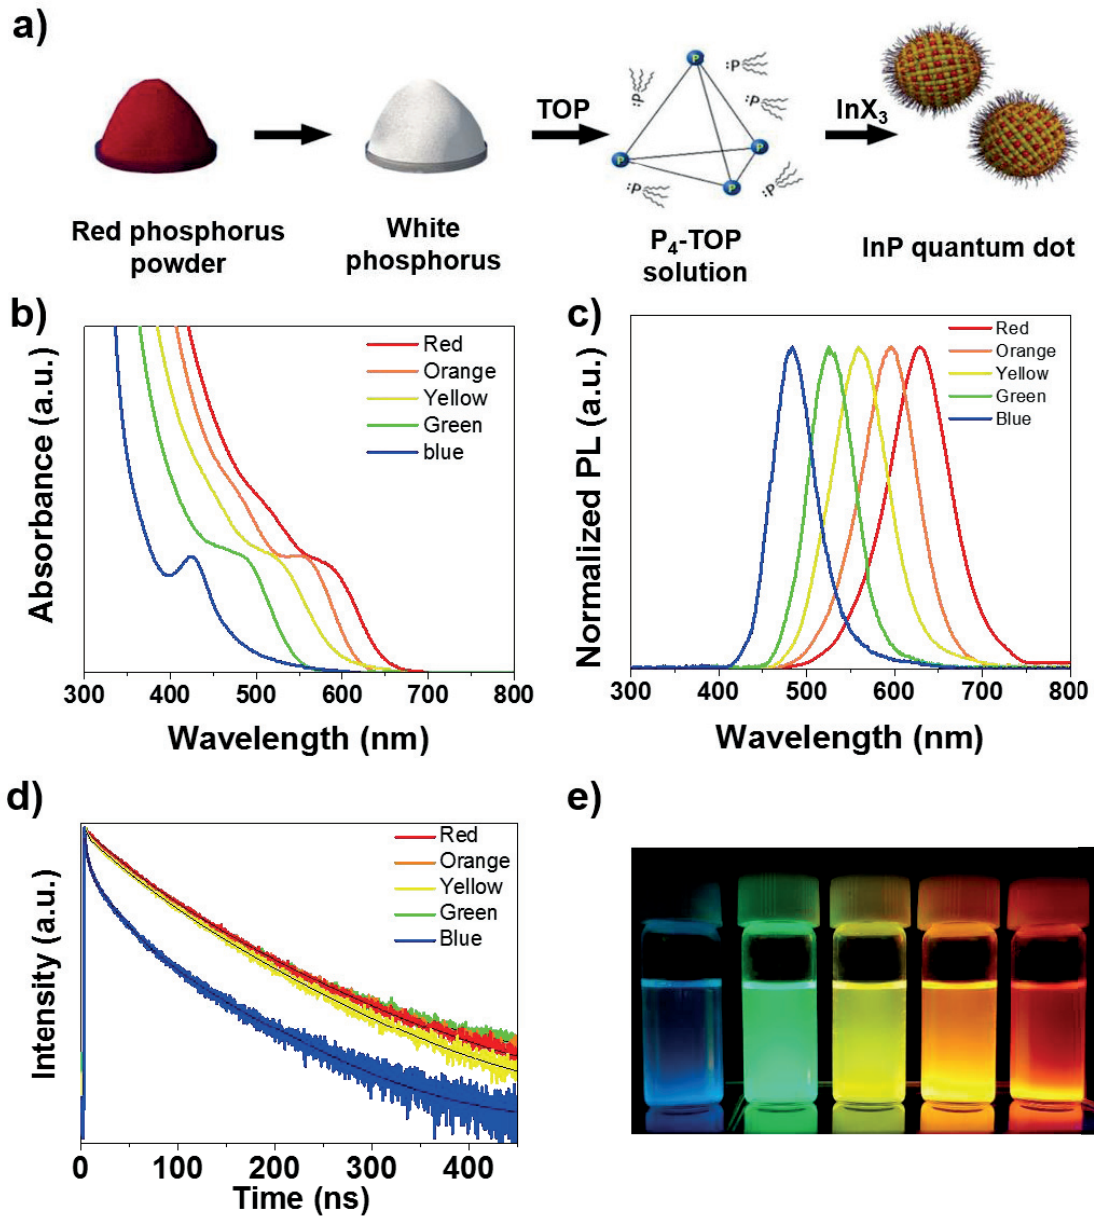 a)
TOP
InX3
P
:P
:P
:P
P
P
P
:P
:P
Red phosphorus
powder
White
phosphorus
P4-TOP
solution
InP quantum dot
b)
Absorbance (a.u.)
Red
Orange
Yellow
Green
blue
300 400 500 600 700 800
Wavelength (nm)
c)
Normalized PL (a.u.)
Red
Orange
Yellow
Green
Blue
300 400 500 600 700 800
Wavelength (nm)
d)
Intensity (a.u.)
Red
Orange
Yellow
Green
Blue
0 100 200 300 400
Time (ns)
e)